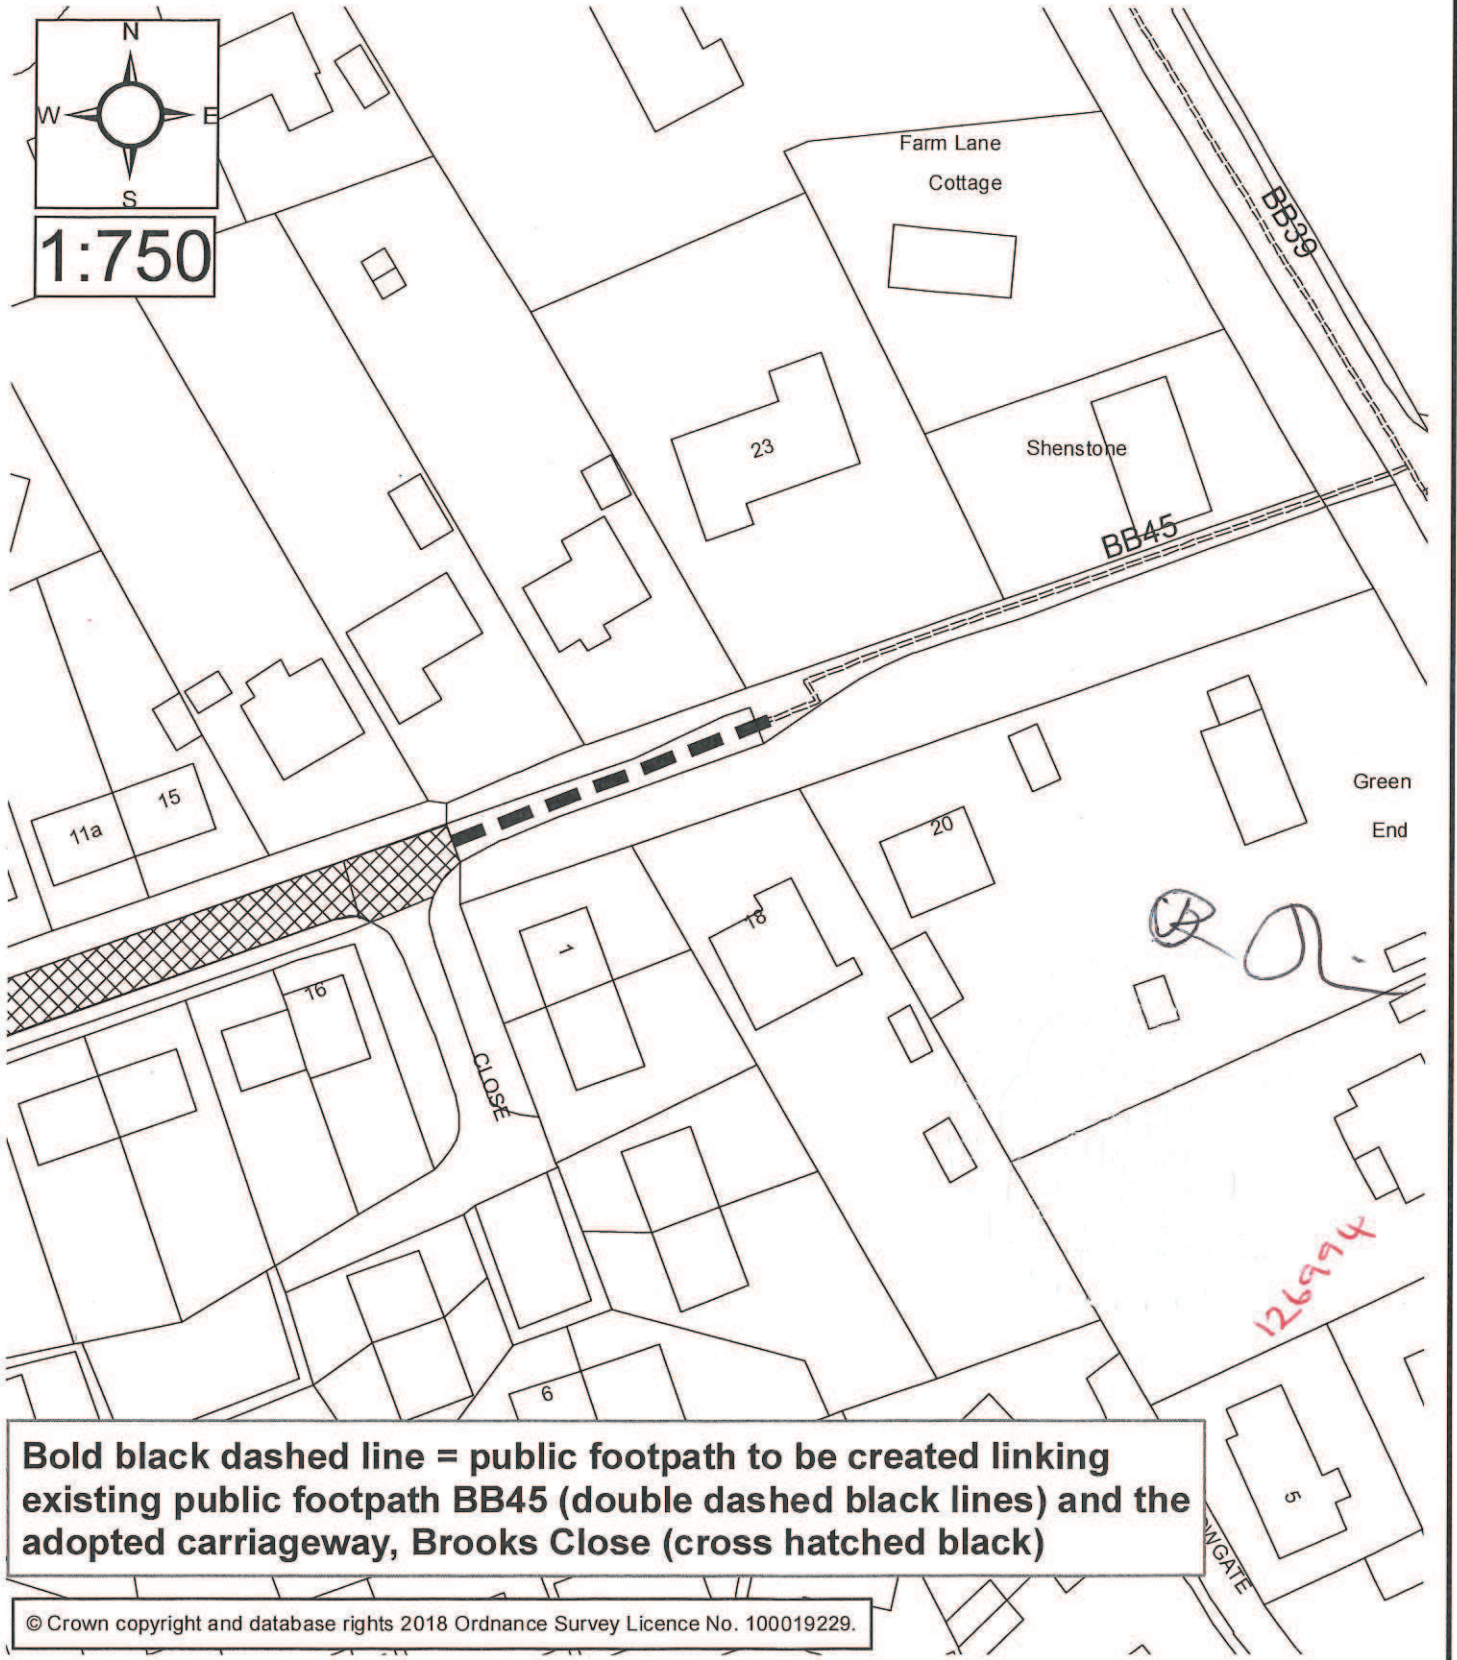 N
W E
S
1:750
Farm Lane
Cottage
BB39
23
Shenstone
BB45
15
11a
20
Green
End
18
1
16
CLOSE
126994
6
5
WGATE
Bold black dashed line = public footpath to be created linking
existing public footpath BB45 (double dashed black lines) and the
adopted carriageway, Brooks Close (cross hatched black)
© Crown copyright and database rights 2018 Ordnance Survey Licence No. 100019229.